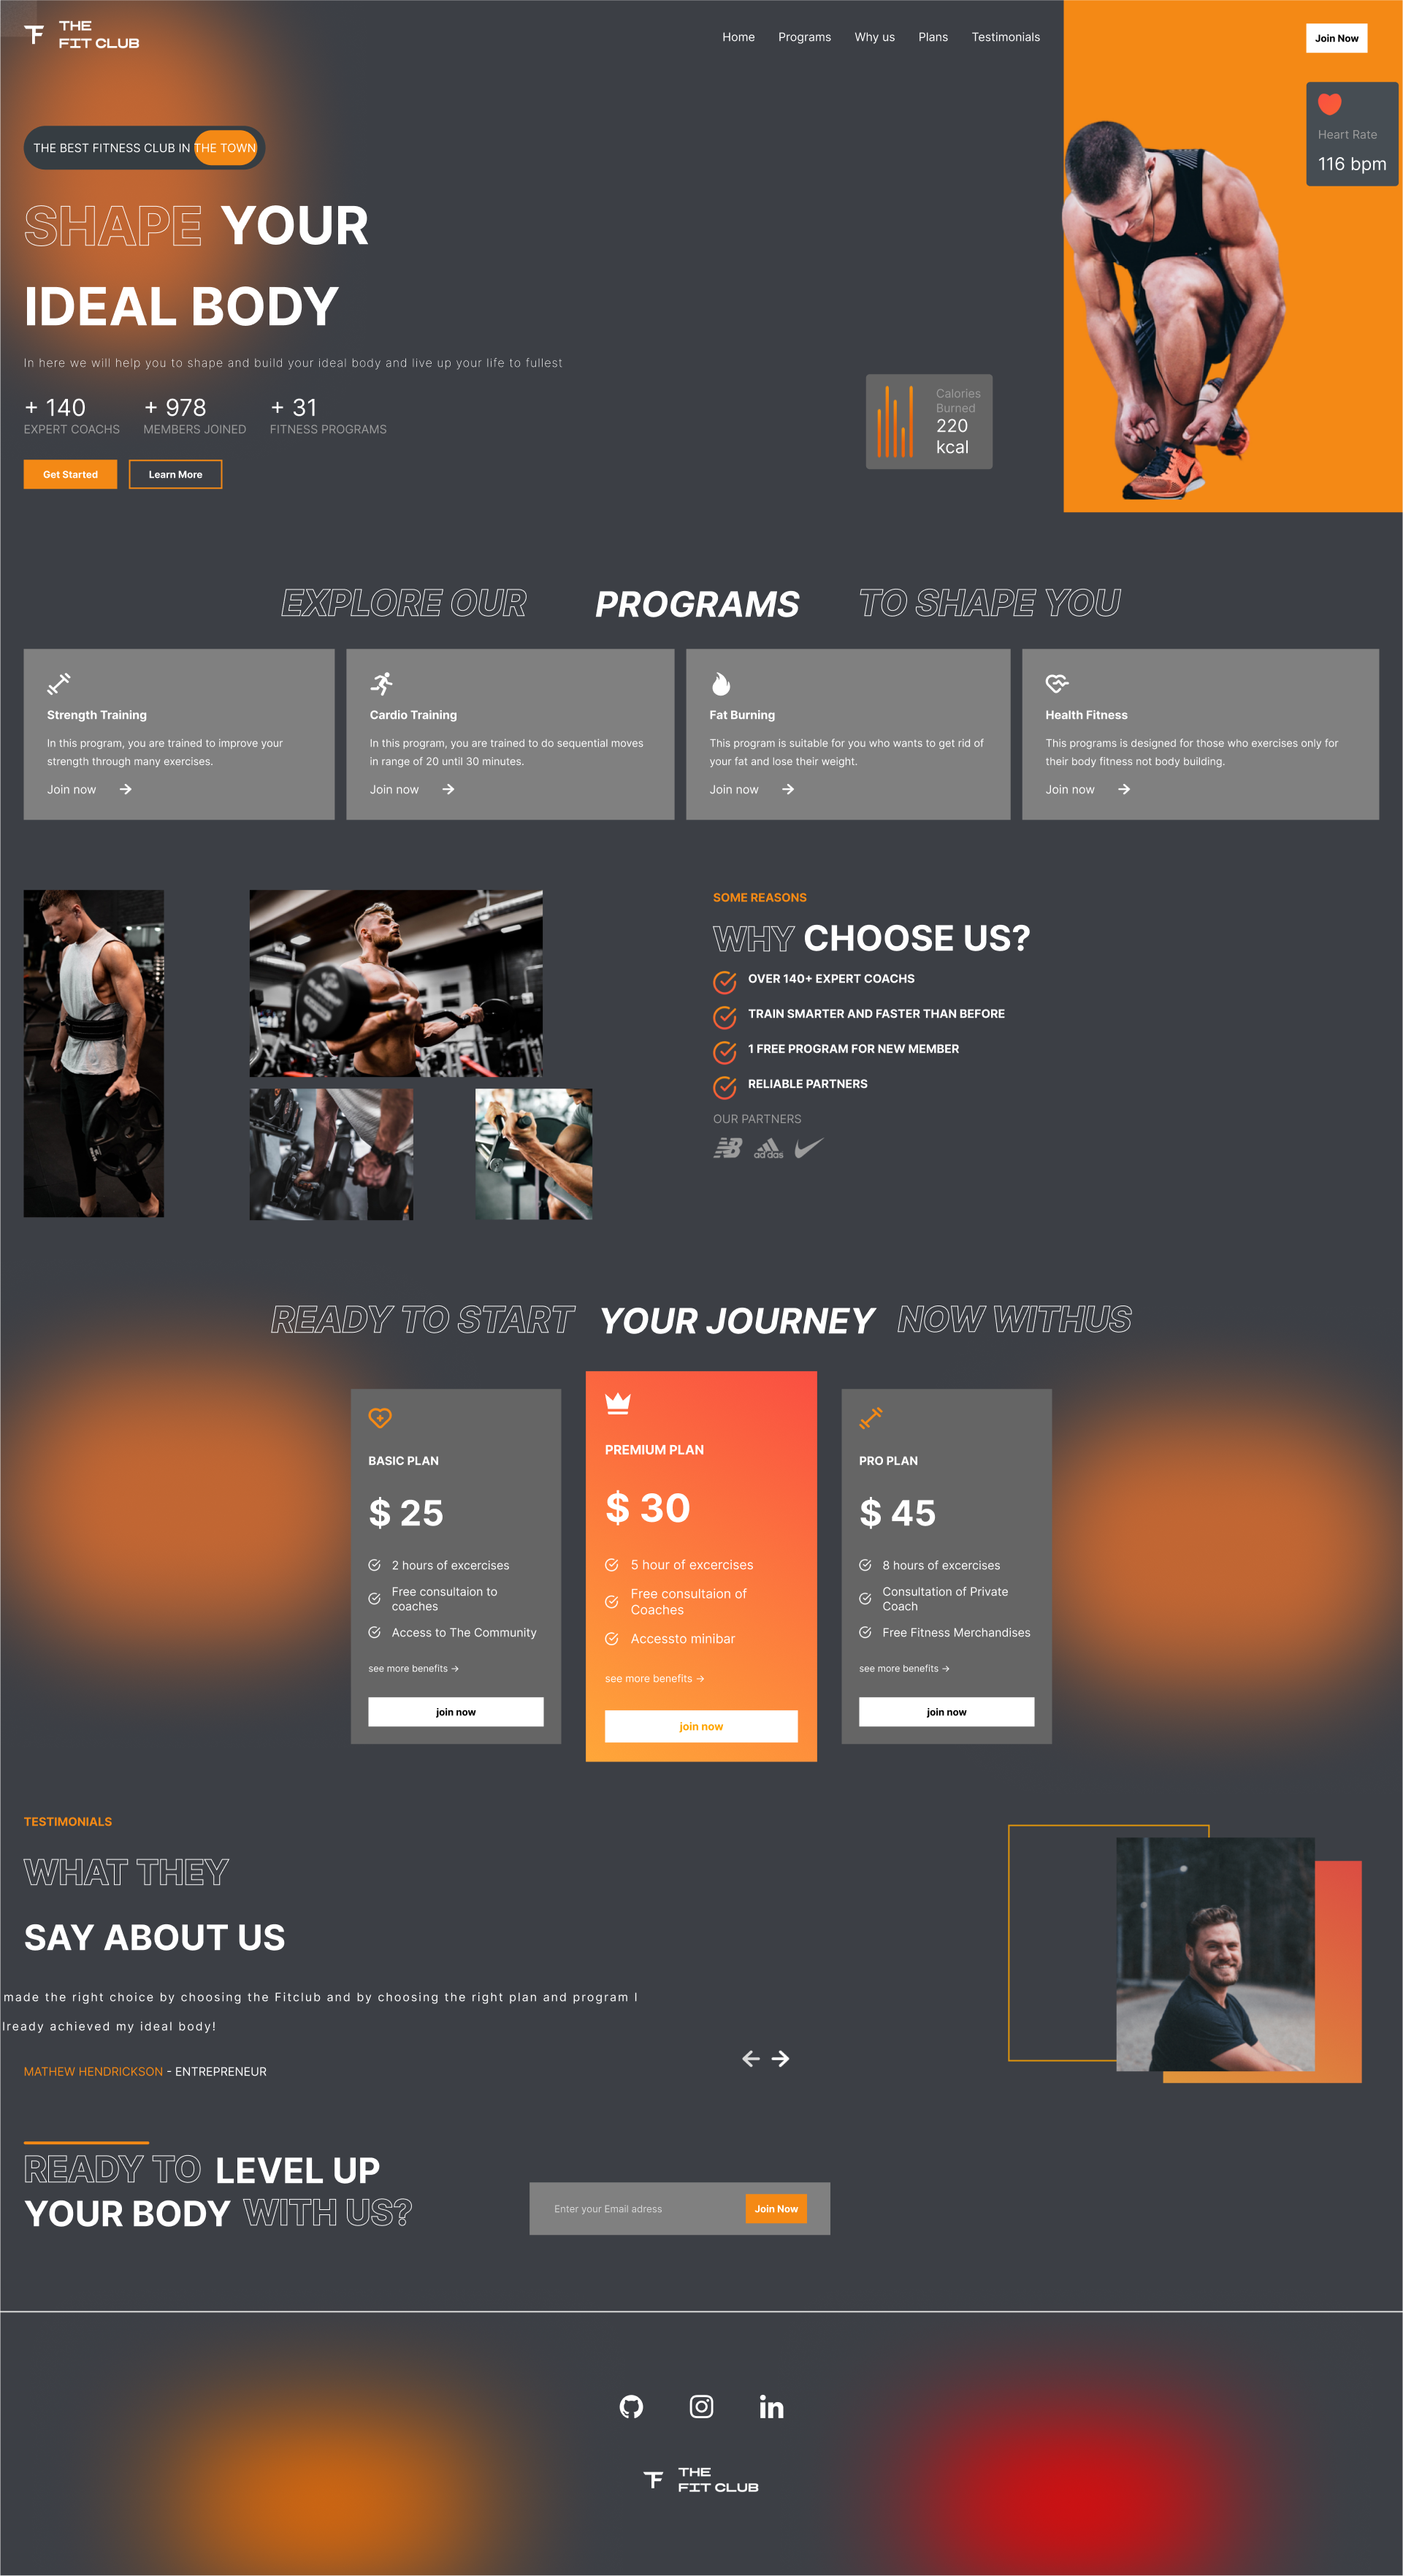 THE
FIT CLUB
Home Programs Why us Plans Testimonials
Join Now
Heart Rate
116 bpm
THE BEST FITNESS CLUB IN THE TOWN
SHAPE YOUR
IDEAL BODY
In here we will help you to shape and build your ideal body and live up your life to fullest
+ 140
EXPERT COACHS
+ 978
MEMBERS JOINED
+ 31
FITNESS PROGRAMS
Calories
Burned
220
kcal
Get Started
Learn More
EXPLORE OUR PROGRAMS TO SHAPE YOU
Strength Training
In this program, you are trained to improve your
strength through many exercises.
Join now
Cardio Training
In this program, you are trained to do sequential moves
in range of 20 until 30 minutes.
Join now
Fat Burning
This program is suitable for you who wants to get rid of
your fat and lose their weight.
Join now
Health Fitness
This programs is designed for those who exercises only for
their body fitness not body building.
Join now
SOME REASONS
WHY CHOOSE US?
OVER 140+ EXPERT COACHS
TRAIN SMARTER AND FASTER THAN BEFORE
1 FREE PROGRAM FOR NEW MEMBER
RELIABLE PARTNERS
OUR PARTNERS
adidas
READY TO START YOUR JOURNEY NOW WITHUS
BASIC PLAN
$ 25
2 hours of excercises
Free consultaion to
coaches
Access to The Community
see more benefits →
join now
PREMIUM PLAN
$ 30
5 hour of excercises
Free consultaion of
Coaches
Accessto minibar
see more benefits →
join now
PRO PLAN
$ 45
8 hours of excercises
Consultation of Private
Coach
Free Fitness Merchandises
see more benefits →
join now
TESTIMONIALS
WHAT THEY
SAY ABOUT US
made the right choice by choosing the Fitclub and by choosing the right plan and program I
lready achieved my ideal body!
MATHEW HENDRICKSON - ENTREPRENEUR
READY TO LEVEL UP
YOUR BODY WITH US?
Enter your Email adress
Join Now
THE
FIT CLUB